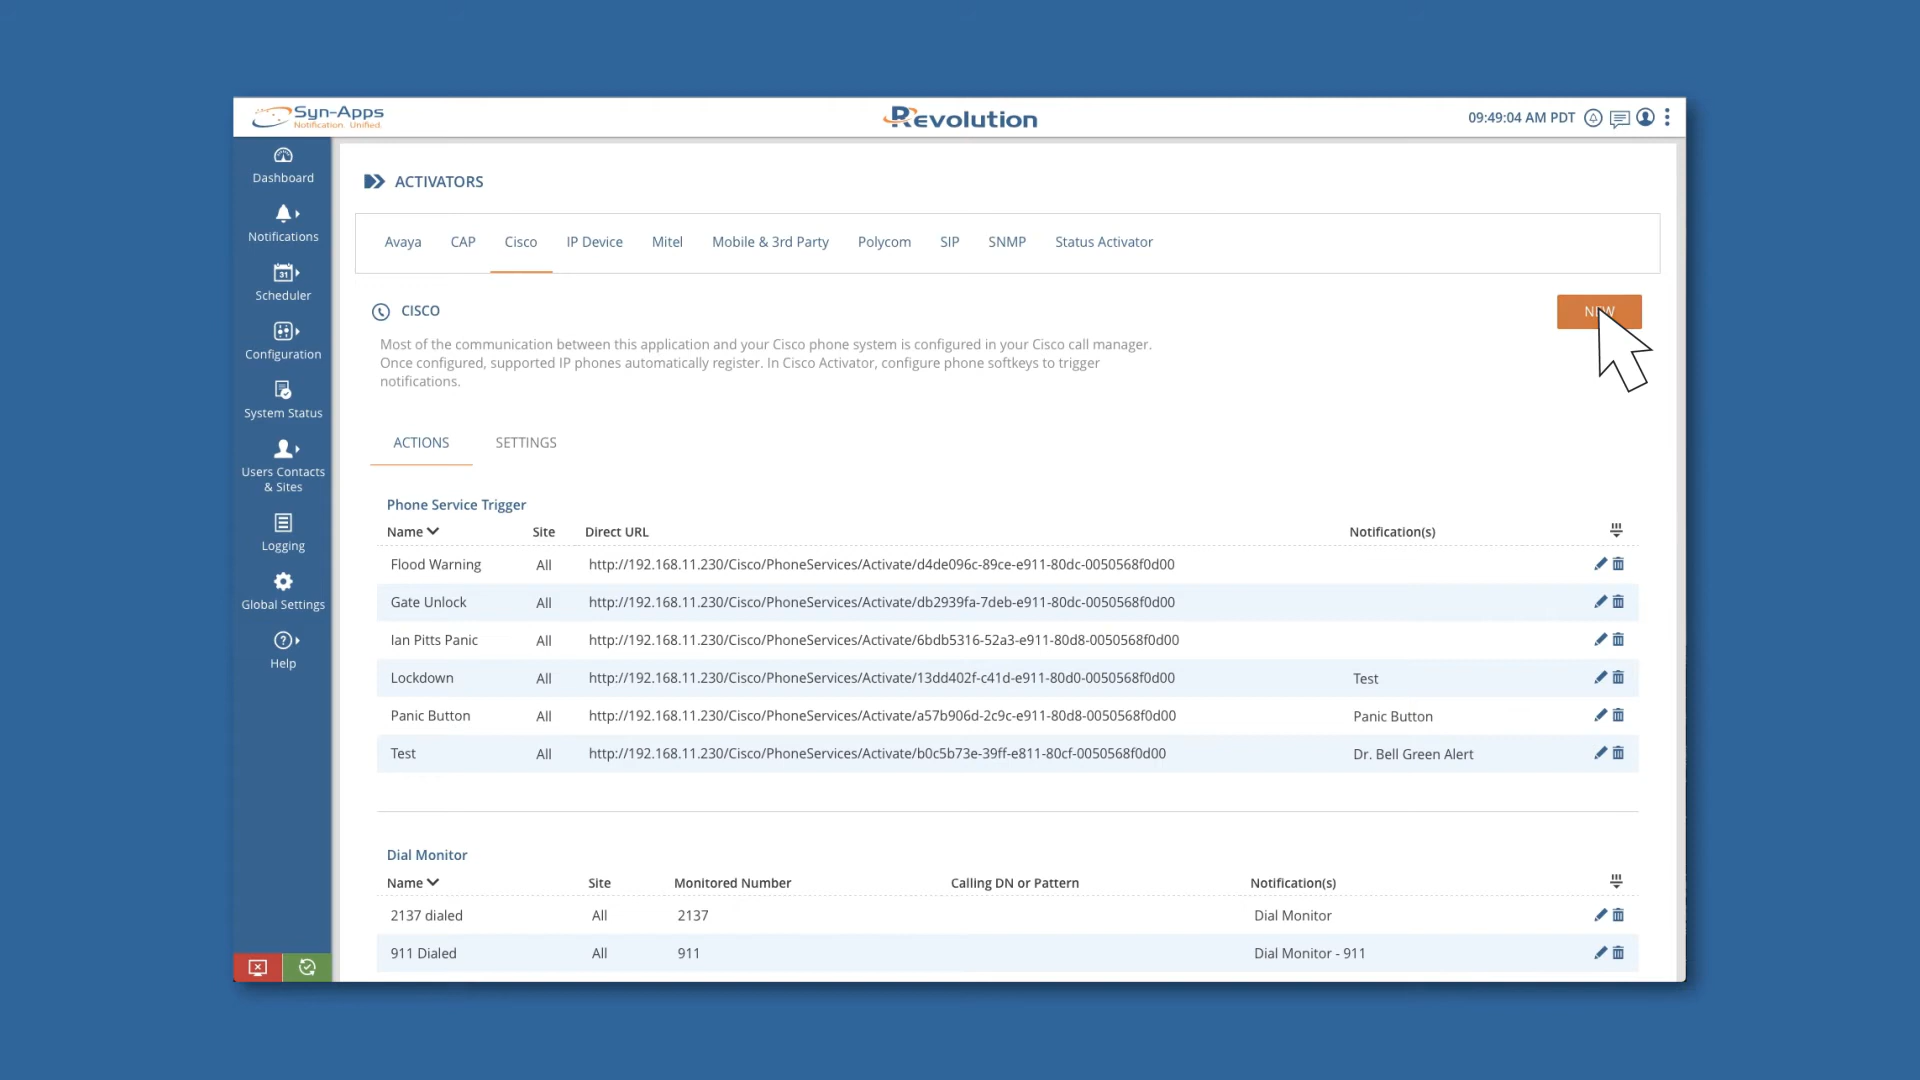 Syn-Apps
Notification. Unified.
Revolution
09:49:04 AM PDT
Dashboard
Notifications
31
Scheduler
Configuration
System Status
Users Contacts
& Sites
Logging
Global Settings
Help
ACTIVATORS
Avaya CAP Cisco IP Device Mitel Mobile & 3rd Party Polycom SIP SNMP Status Activator
CISCO
NEW
Most of the communication between this application and your Cisco phone system is configured in your Cisco call manager.
Once configured, supported IP phones automatically register. In Cisco Activator, configure phone softkeys to trigger
notifications.
ACTIONS SETTINGS
Phone Service Trigger
Name Site Direct URL Notification(s)
Flood Warning All http://192.168.11.230/Cisco/PhoneServices/Activate/d4de096c-89ce-e911-80dc-0050568f0d00
Gate Unlock All http://192.168.11.230/Cisco/PhoneServices/Activate/db2939fa-7deb-e911-80dc-0050568f0d00
Ian Pitts Panic All http://192.168.11.230/Cisco/PhoneServices/Activate/6bdb5316-52a3-e911-80d8-0050568f0d00
Lockdown All http://192.168.11.230/Cisco/PhoneServices/Activate/13dd402f-c41d-e911-80d0-0050568f0d00 Test
Panic Button All http://192.168.11.230/Cisco/PhoneServices/Activate/a57b906d-2c9c-e911-80d8-0050568f0d00 Panic Button
Test All http://192.168.11.230/Cisco/PhoneServices/Activate/b0c5b73e-39ff-e811-80cf-0050568f0d00 Dr. Bell Green Alert
Dial Monitor
Name Site Monitored Number Calling DN or Pattern Notification(s)
2137 dialed All 2137 Dial Monitor
911 Dialed All 911 Dial Monitor - 911